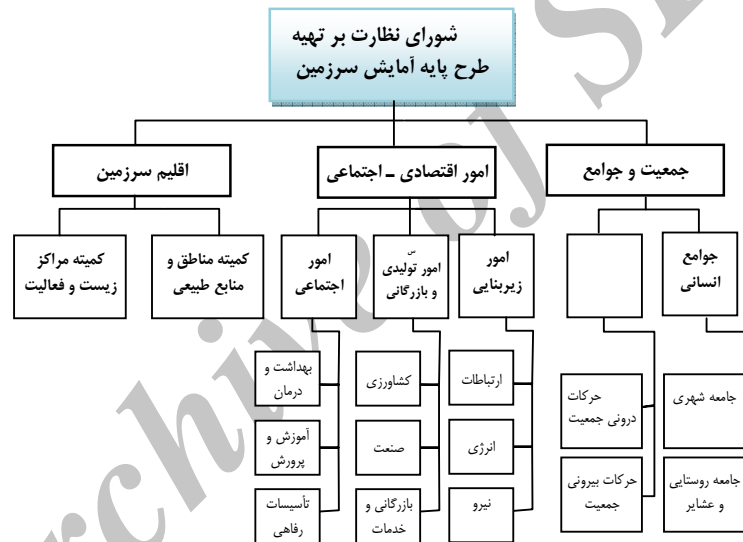 شورای نظارت بر تهیه
طرح پایه آمایش سرزمین
جمعیت و جوامع
امور اقتصادی ـ اجتماعی
اقلیم سرزمین
جوامع
انسانی
امور
زیربنایی
س
امور تولیدی
و بازرگانی
امور
اجتماعی
کمیته مناطق و
منابع طبیعی
کمیته مراکز
زیست و فعالیت
جامعه شهری
جامعه روستایی
و عشایر
حرکات
درونی جمعیت
حرکات بیرونی
جمعیت
ارتباطات
انرژی
نیرو
کشاورزی
صنعت
بازرگانی و
خدمات
بهداشت و
درمان
آموزش و
پرورش
تأسیسات
رفاهی
rchive of S